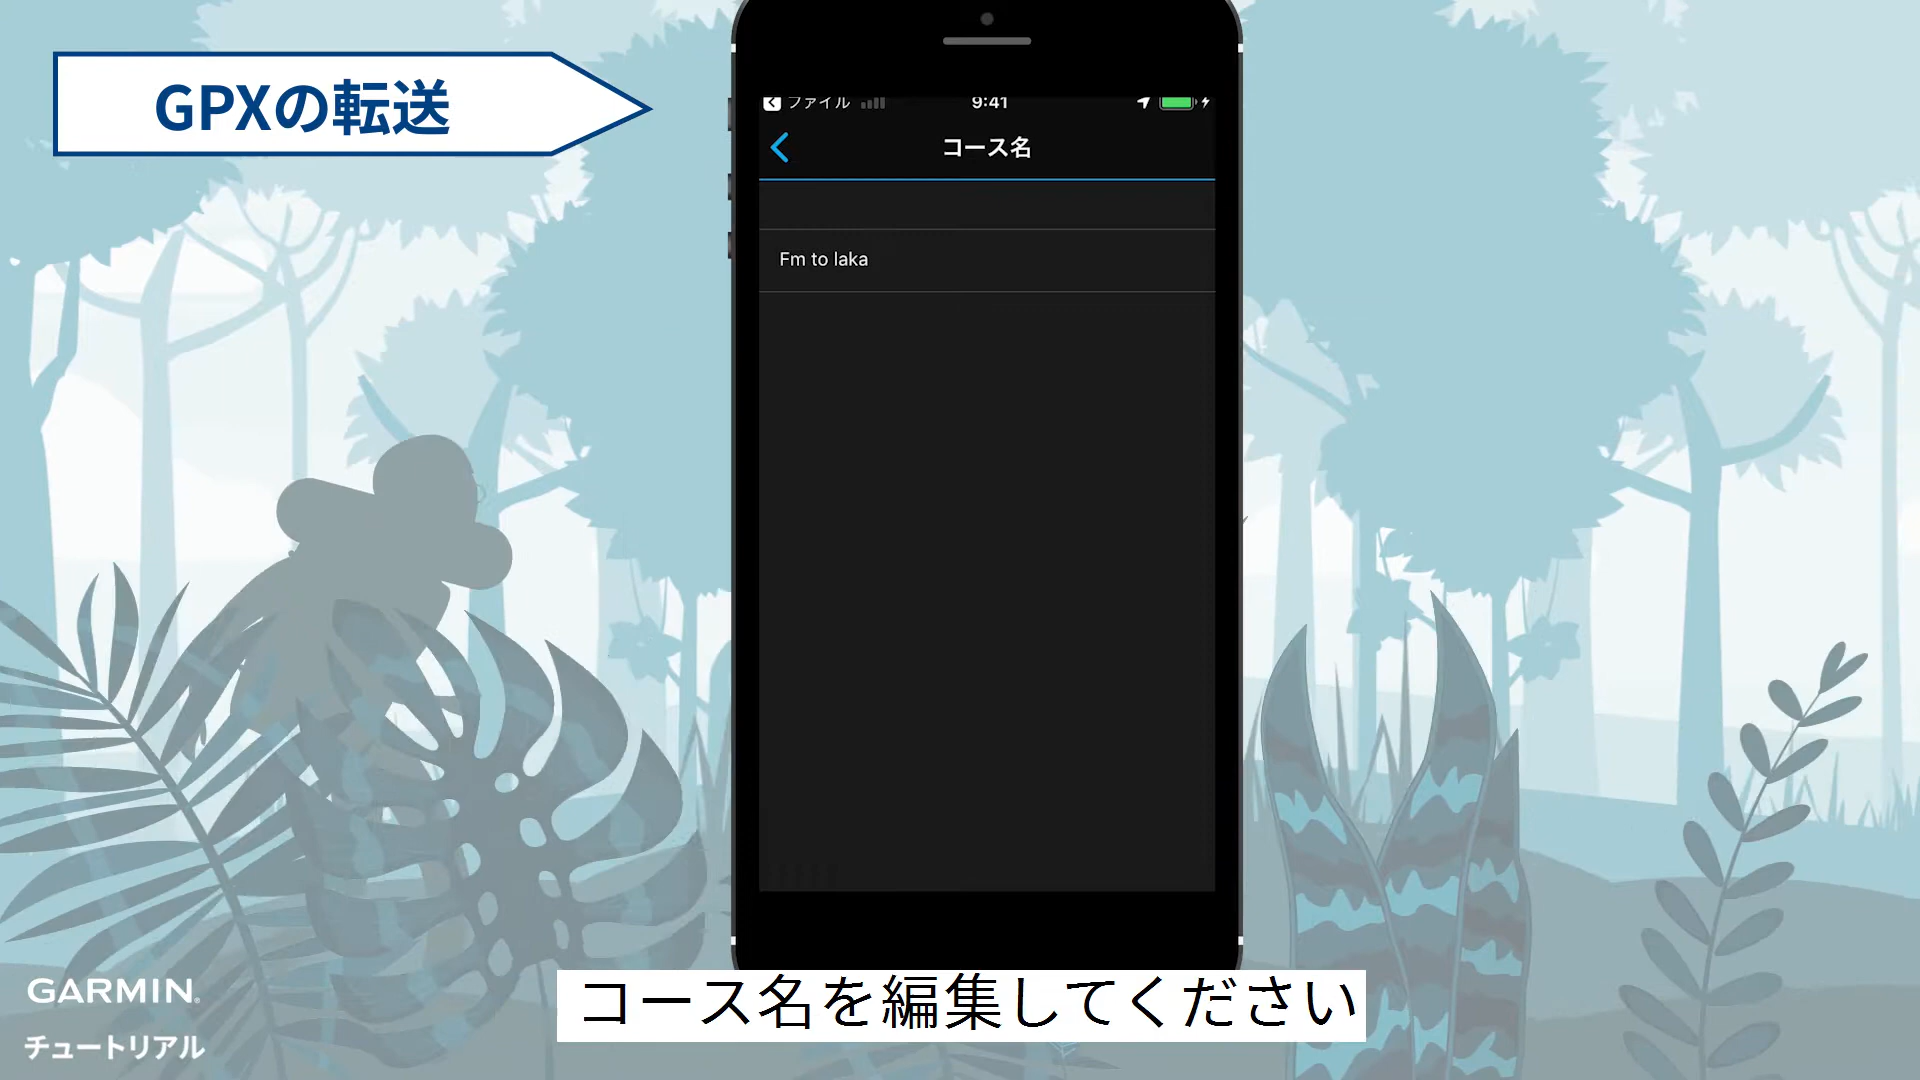 GPXの転送
ファイル
9:41
コース名
Fm to laka
GARMIN®
チュートリアル
コース名を編集してください